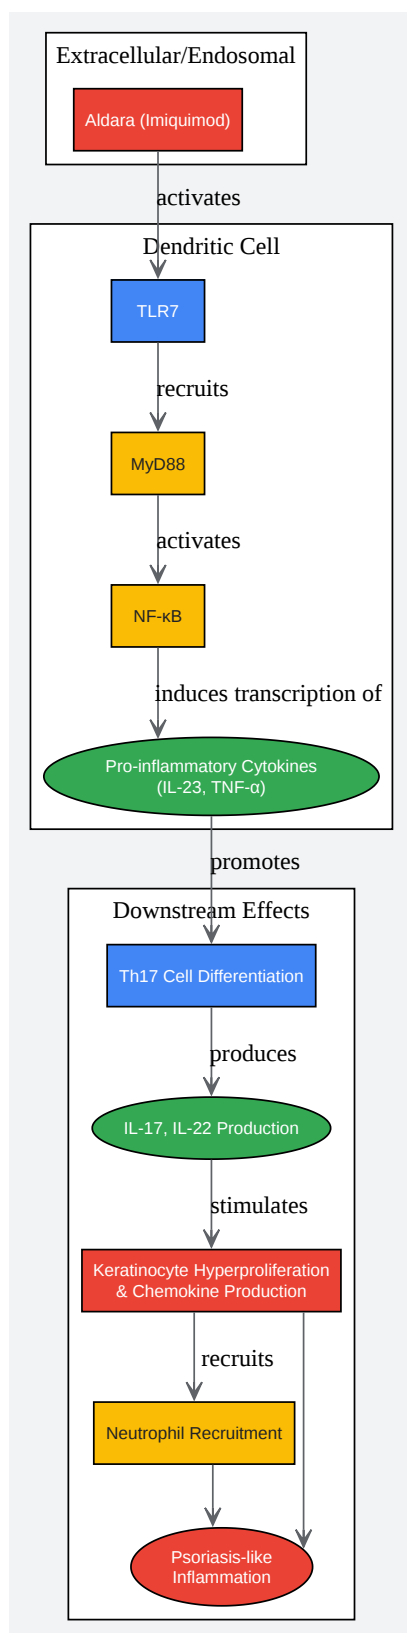 Extracellular/Endosomal
Aldara (Imiquimod)
activates
Dendritic Cell
TLR7
recruits
MyD88
activates
NF-κB
induces transcription of
Pro-inflammatory Cytokines
(IL-23, TNF-α)
promotes
Downstream Effects
Th17 Cell Differentiation
produces
IL-17, IL-22 Production
stimulates
Keratinocyte Hyperproliferation
& Chemokine Production
recruits
Neutrophil Recruitment
Psoriasis-like
Inflammation